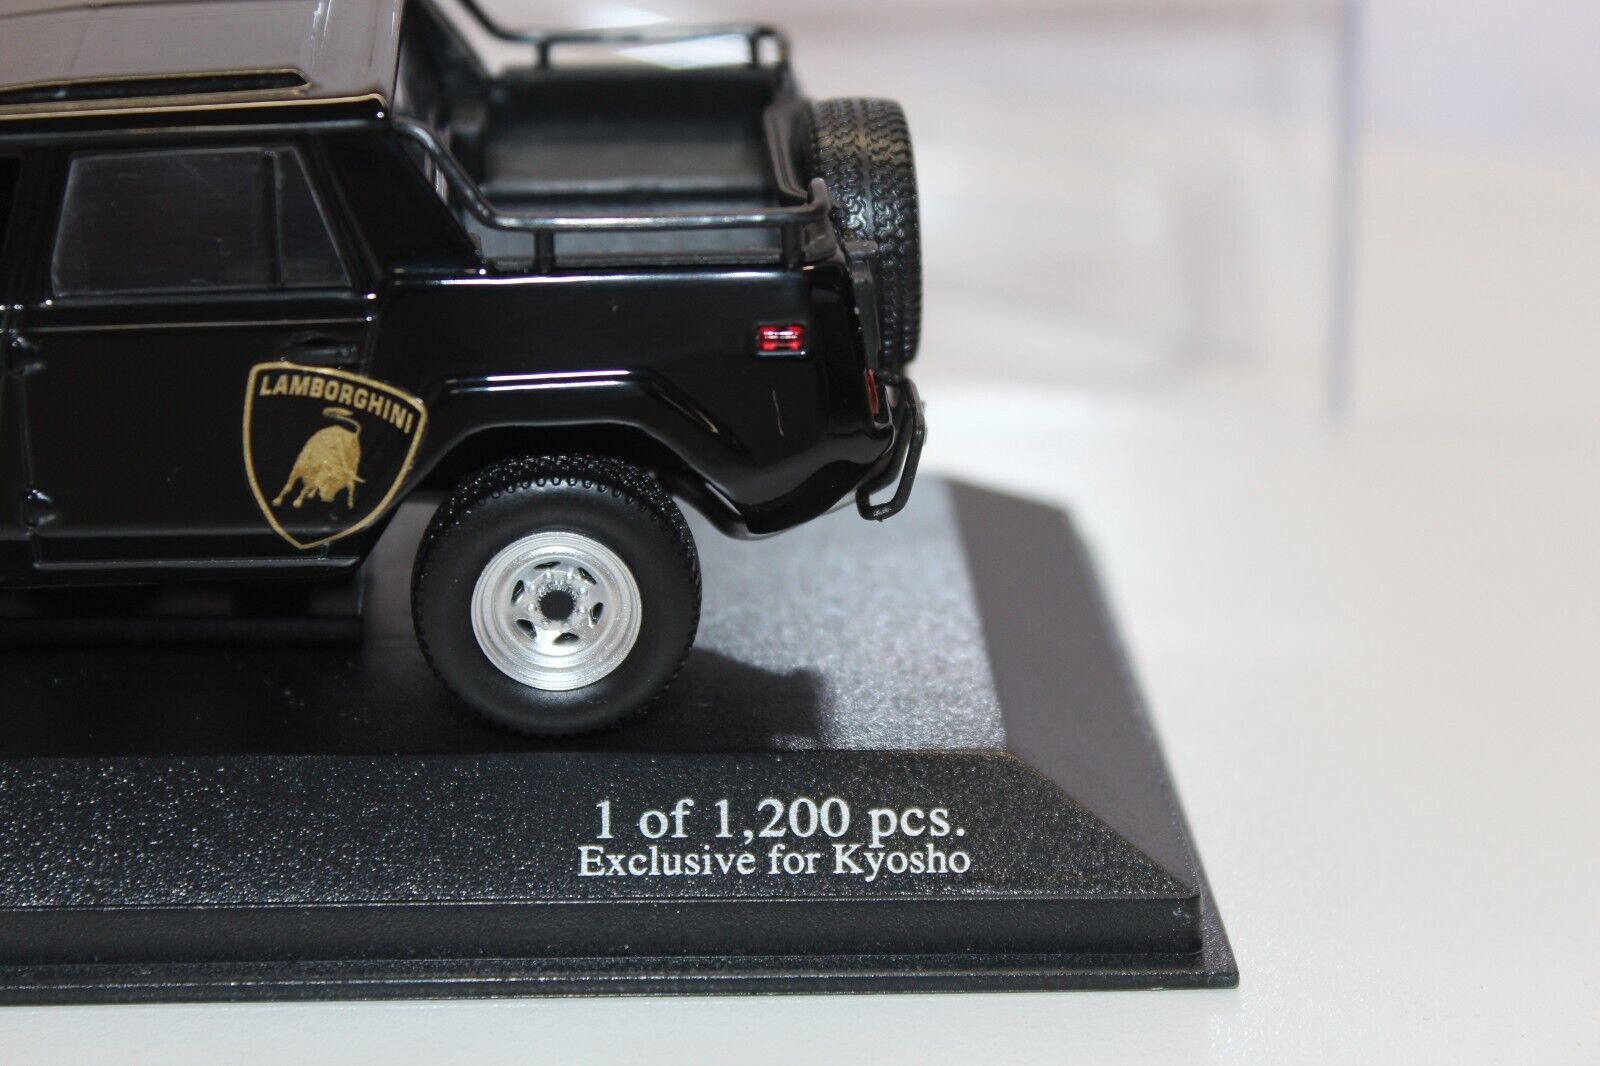 LAMBORGHINI
1 of 1,200 pcs.
Exclusive for Kyosho